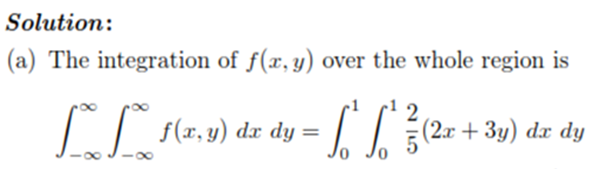 Solution:
(a) The integration of f(x, y) over the whole region is
∫_{-∞}^{∞} ∫_{-∞}^{∞} f(x, y) dx dy = ∫_0^1 ∫_0^1 \frac{2}{5}(2x + 3y) dx dy